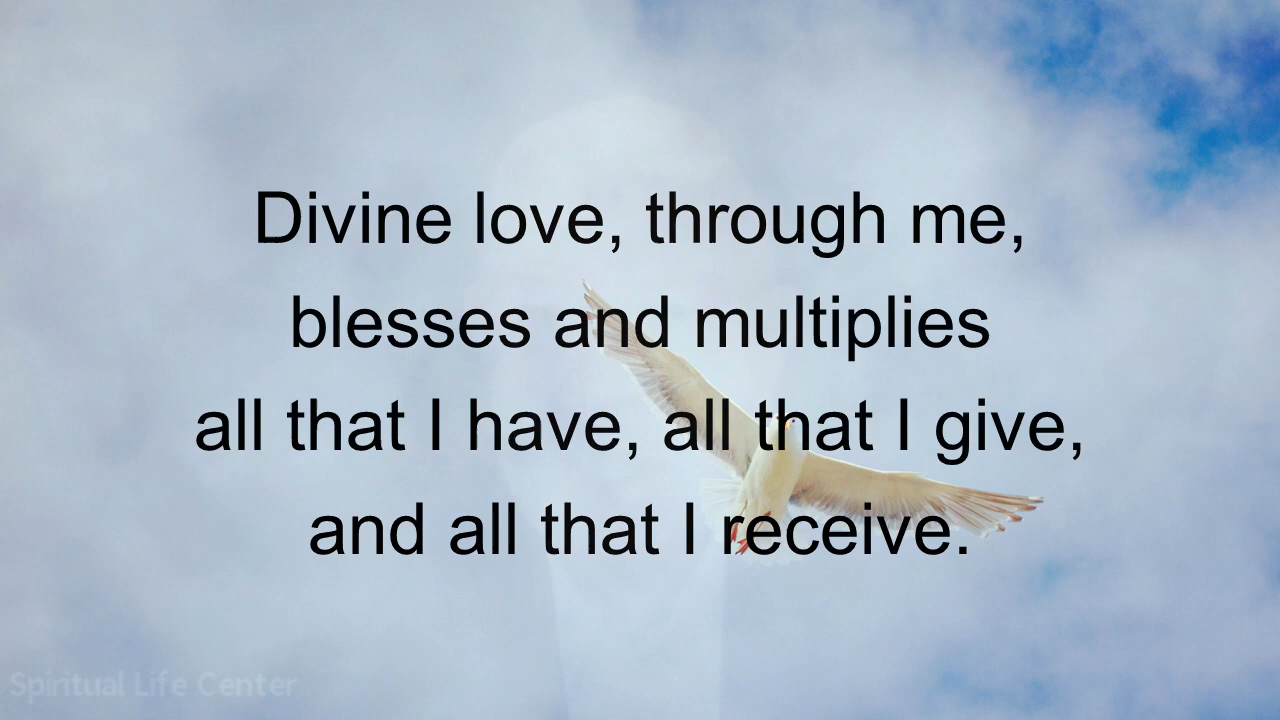 Divine love, through me,
blesses and multiplies
all that I have, all that I give,
and all that I receive.
Spiritual Life Center